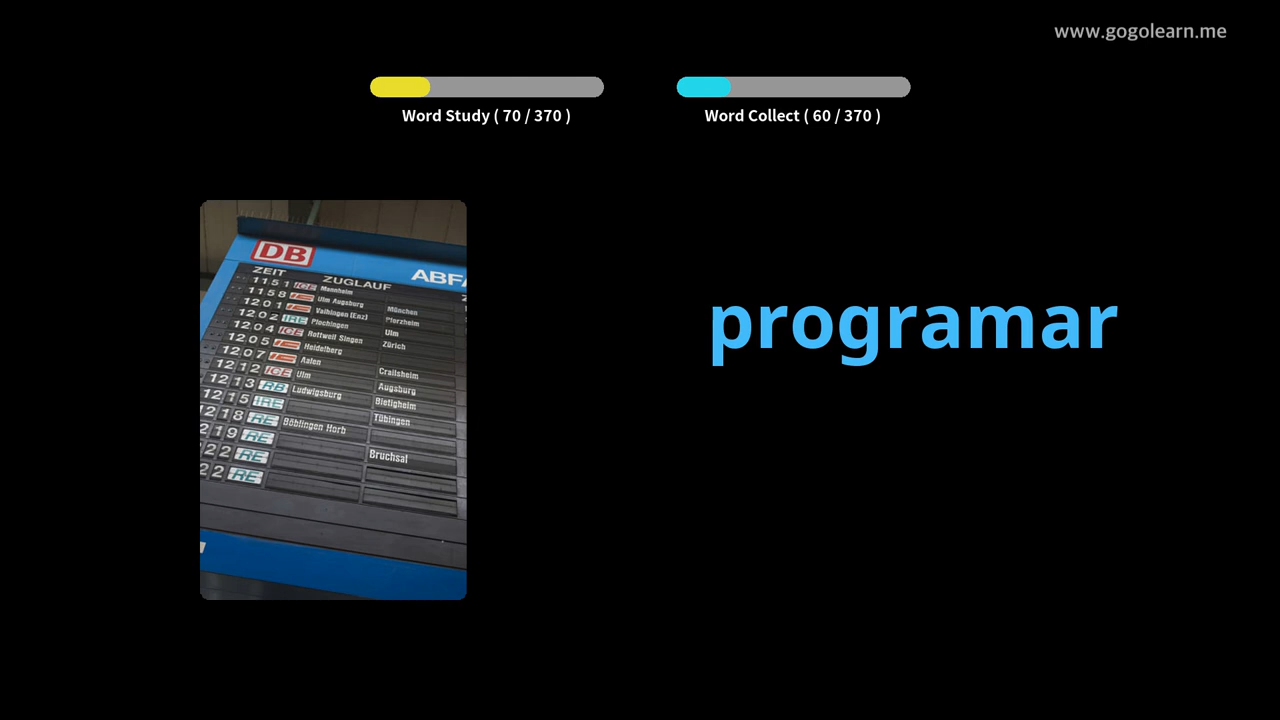 www.gogolearn.me
Word Study ( 70 / 370 )
Word Collect ( 60 / 370 )
programar
DB
ABFA
ZEIT ZUGLAUF
1151 ICE Mannheim
1158 Ulm Augsburg München
1201 Vaihingen (Enz) Pforzheim
1202 IRE Plochingen Ulm
1204 ICE Rottweil Singen Zürich
1205 Heidelberg
1207 Aalen Crailsheim
1212 ICE Ulm Augsburg
1213 RB Ludwigsburg Bietigheim
1215 IRE Tübingen
1218 RE Böblingen Horb
219 RE Bruchsal
22 RE
22 RE